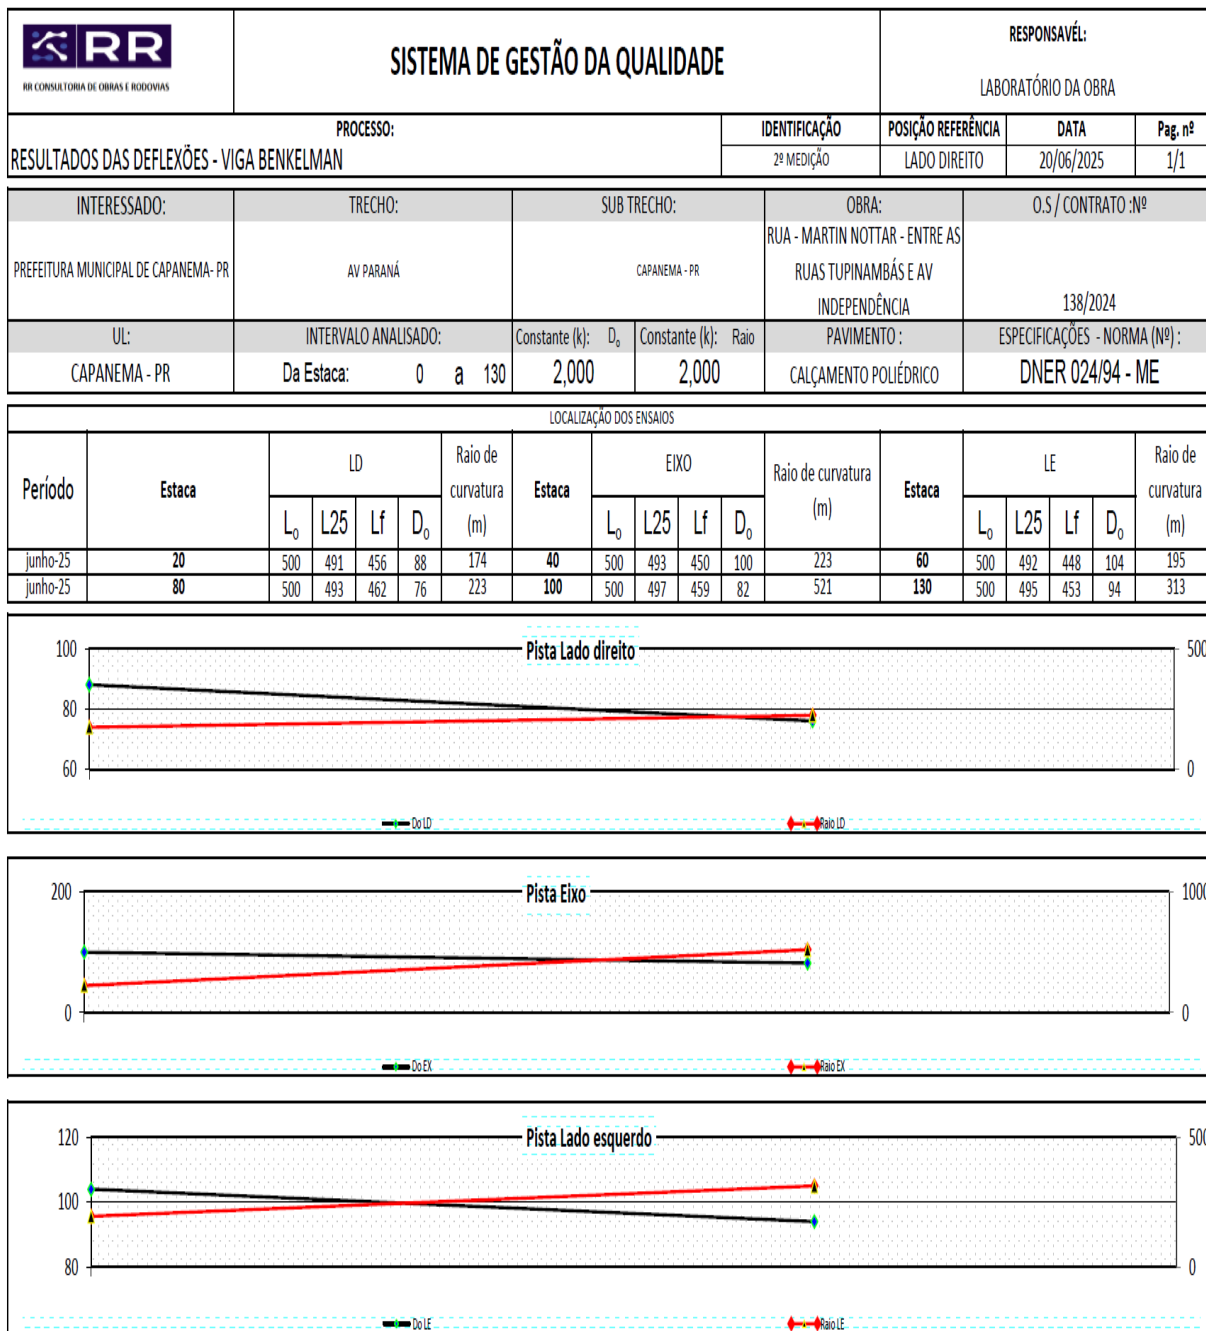 RR
RR CONSULTORIA DE OBRAS E RODOVIAS
SISTEMA DE GESTÃO DA QUALIDADE
RESPONSAVÉL:
LABORATÓRIO DA OBRA
PROCESSO:
RESULTADOS DAS DEFLEXÕES - VIGA BENKELMAN
IDENTIFICAÇÃO POSIÇÃO REFERÊNCIA DATA Pag. nº
2º MEDIÇÃO LADO DIREITO 20/06/2025 1/1
INTERESSADO: TRECHO: SUB TRECHO: OBRA: O.S / CONTRATO :Nº
PREFEITURA MUNICIPAL DE CAPANEMA- PR AV PARANÁ CAPANEMA - PR
RUA - MARTIN NOTTAR - ENTRE AS
RUAS TUPINAMBÁS E AV
INDEPENDÊNCIA
138/2024
UL: INTERVALO ANALISADO: Constante (k): D₀ Constante (k): Raio PAVIMENTO : ESPECIFICAÇÕES - NORMA (Nº) :
CAPANEMA - PR Da Estaca: 0 a 130 2,000 2,000 CALÇAMENTO POLIÉDRICO DNER 024/94 - ME
LOCALIZAÇÃO DOS ENSAIOS
Período Estaca LD Raio de curvatura (m) Estaca EIXO Raio de curvatura (m) Estaca LE Raio de curvatura (m)
L₀ L25 Lf D₀ L₀ L25 Lf D₀ L₀ L25 Lf D₀
junho-25 20 500 491 456 88 174 40 500 493 450 100 223 60 500 492 448 104 195
junho-25 80 500 493 462 76 223 100 500 497 459 82 521 130 500 495 453 94 313
Pista Lado direito
100 500
80
60 0
Do LD Raio LD
Pista Eixo
200 1000
0 0
Do EX Raio EX
Pista Lado esquerdo
120 500
100
80 0
Do LE Raio LE